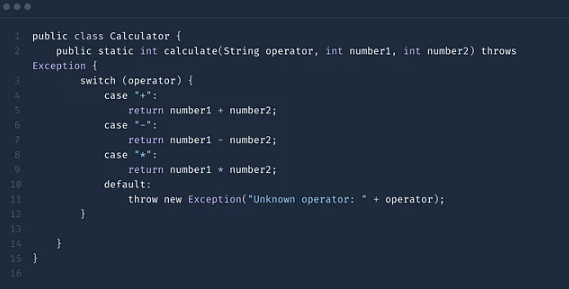 1 public class Calculator {
2     public static int calculate(String operator, int number1, int number2) throws
Exception {
3         switch (operator) {
4             case "+":
5                 return number1 + number2;
6             case "-":
7                 return number1 - number2;
8             case "*":
9                 return number1 * number2;
10             default:
11                 throw new Exception("Unknown operator: " + operator);
12         }
13
14     }
15 }
16